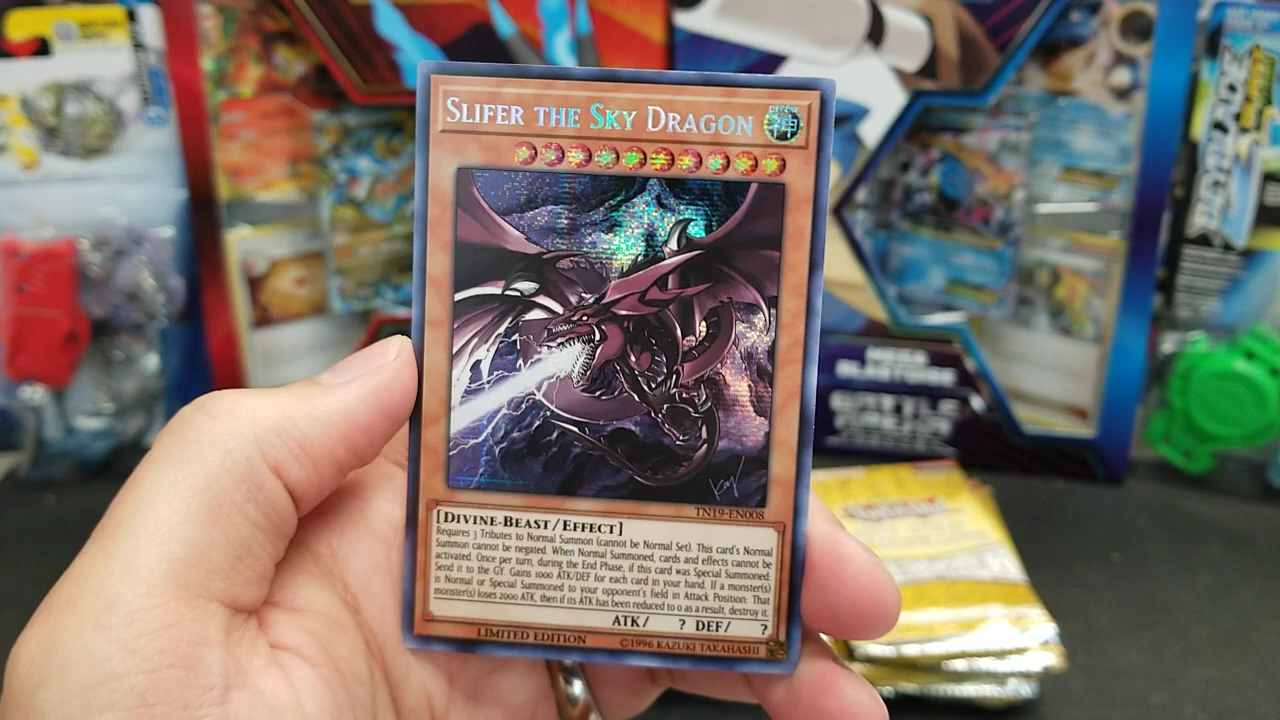 SLIFER THE SKY DRAGON
神
TN19-EN008
[DIVINE-BEAST/EFFECT]
Requires 3 Tributes to Normal Summon (cannot be Normal Set). This card's Normal
Summon cannot be negated. When Normal Summoned, cards and effects cannot be
activated. Once per turn, during the End Phase, if this card was Special Summoned:
Send it to the GY. Gains 1000 ATK/DEF for each card in your hand. If a monster(s)
is Normal or Special Summoned to your opponent's field in Attack Position: That
monster(s) loses 2000 ATK, then if its ATK has been reduced to 0 as a result, destroy it.
ATK/ ? DEF/ ?
LIMITED EDITION ©1996 KAZUKI TAKAHASHI
MEGA
BLASTOISE
BATTLE